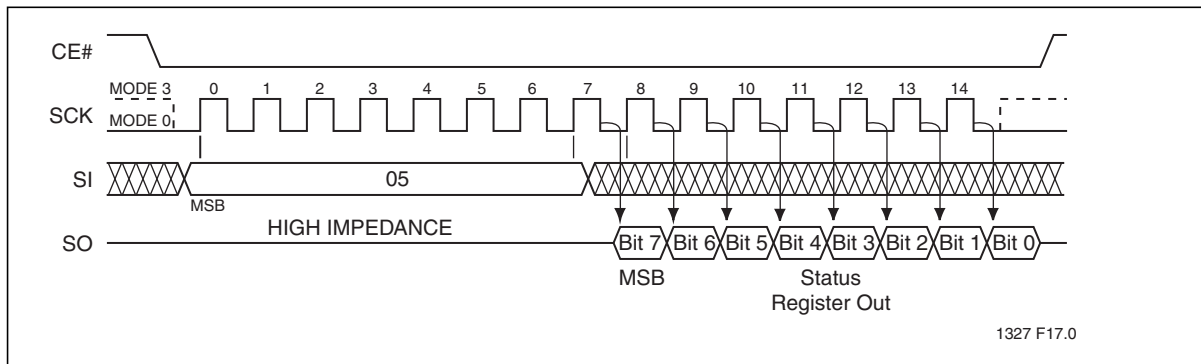 CE#
MODE 3 0 1 2 3 4 5 6 7 8 9 10 11 12 13 14
SCK MODE 0
SI 05
MSB
HIGH IMPEDANCE
SO Bit 7 Bit 6 Bit 5 Bit 4 Bit 3 Bit 2 Bit 1 Bit 0
MSB Status
Register Out
1327 F17.0